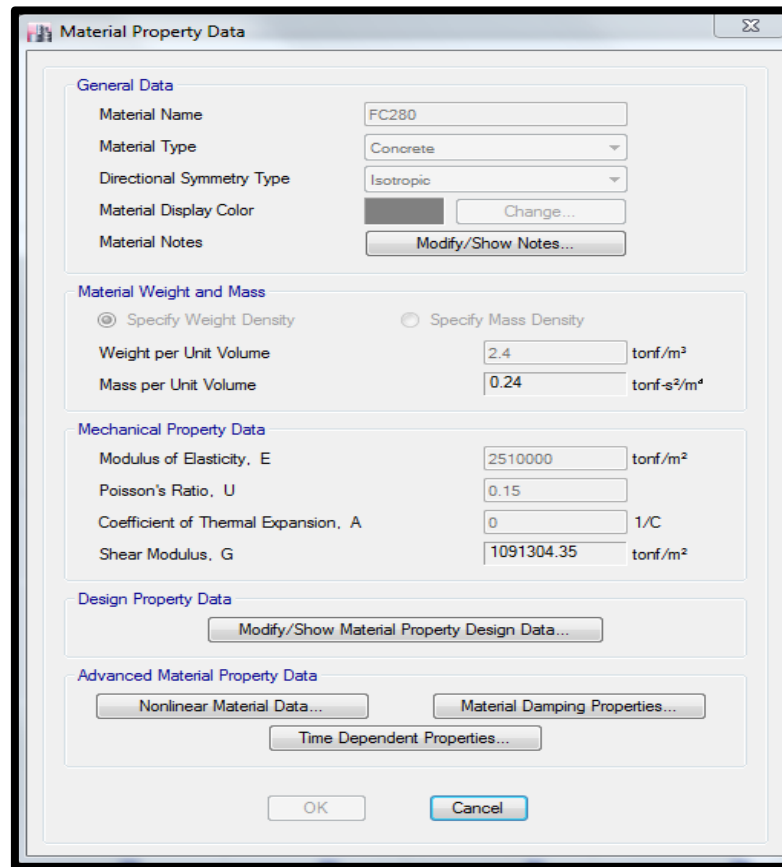 Material Property Data
General Data
Material Name FC280
Material Type Concrete
Directional Symmetry Type Isotropic
Material Display Color Change...
Material Notes Modify/Show Notes...
Material Weight and Mass
Specify Weight Density Specify Mass Density
Weight per Unit Volume 2.4 tonf/m³
Mass per Unit Volume 0.24 tonf-s²/m⁴
Mechanical Property Data
Modulus of Elasticity, E 2510000 tonf/m²
Poisson's Ratio, U 0.15
Coefficient of Thermal Expansion, A 0 1/C
Shear Modulus, G 1091304.35 tonf/m²
Design Property Data
Modify/Show Material Property Design Data...
Advanced Material Property Data
Nonlinear Material Data... Material Damping Properties...
Time Dependent Properties...
OK Cancel